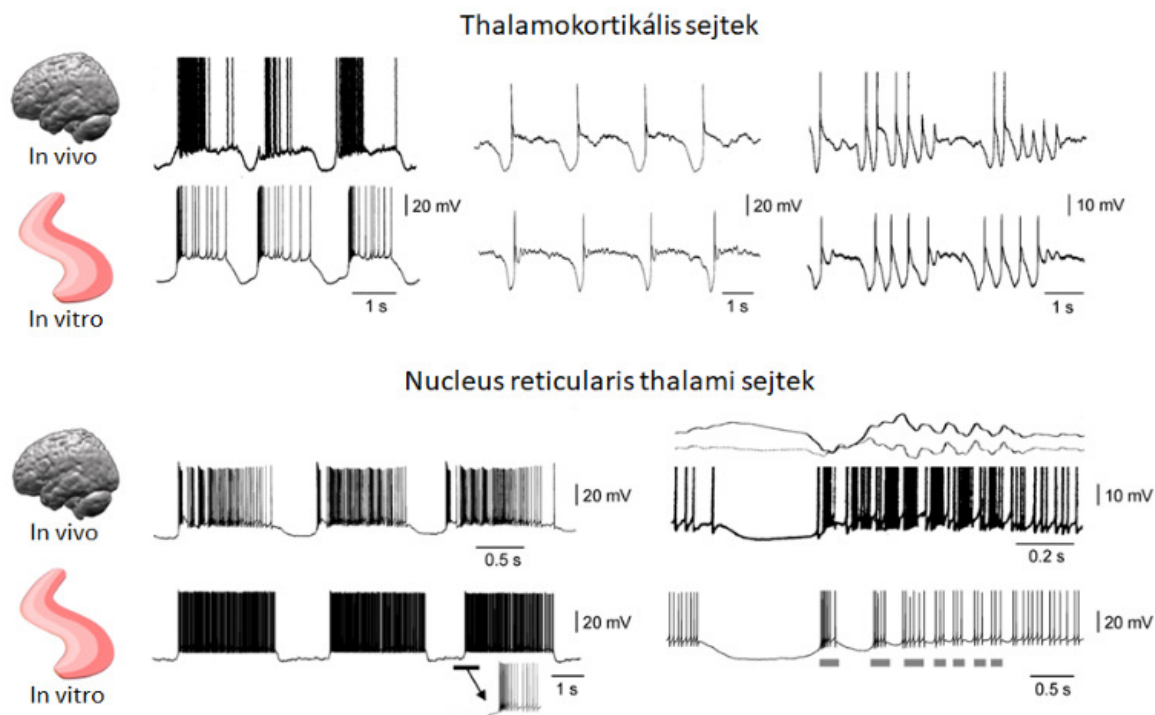 Thalamokortikális sejtek
In vivo
20 mV
20 mV
10 mV
In vitro
1 s
1 s
1 s
Nucleus reticularis thalami sejtek
In vivo
20 mV
10 mV
0.5 s
0.2 s
In vitro
20 mV
20 mV
1 s
0.5 s